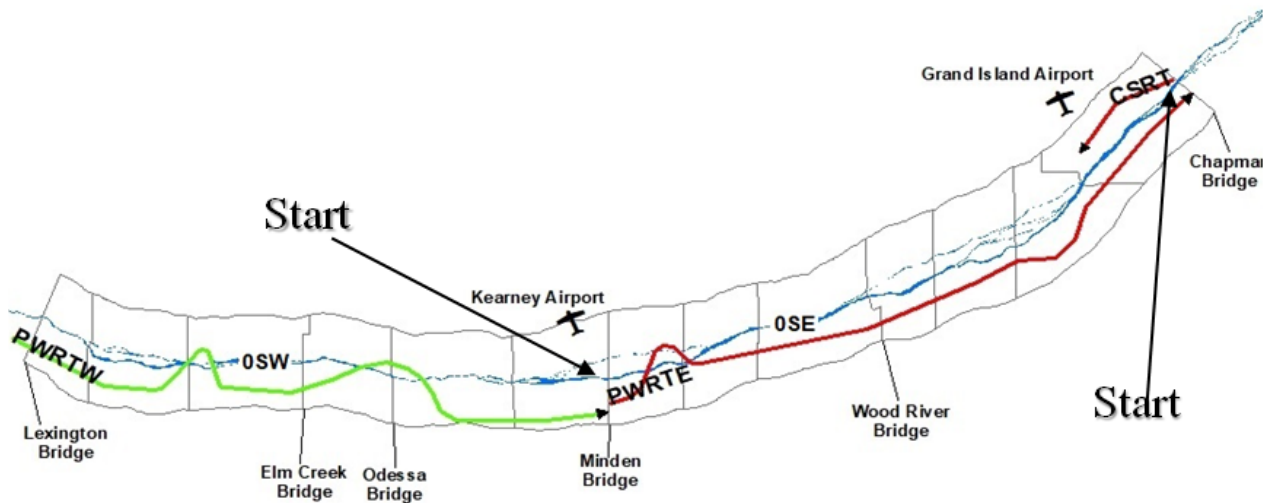 Grand Island Airport
CSRT
Chapman
Bridge
Start
Kearney Airport
0SE
PWRTW
0SW
PWRTE
Start
Lexington
Bridge
Elm Creek
Bridge
Odessa
Bridge
Minden
Bridge
Wood River
Bridge